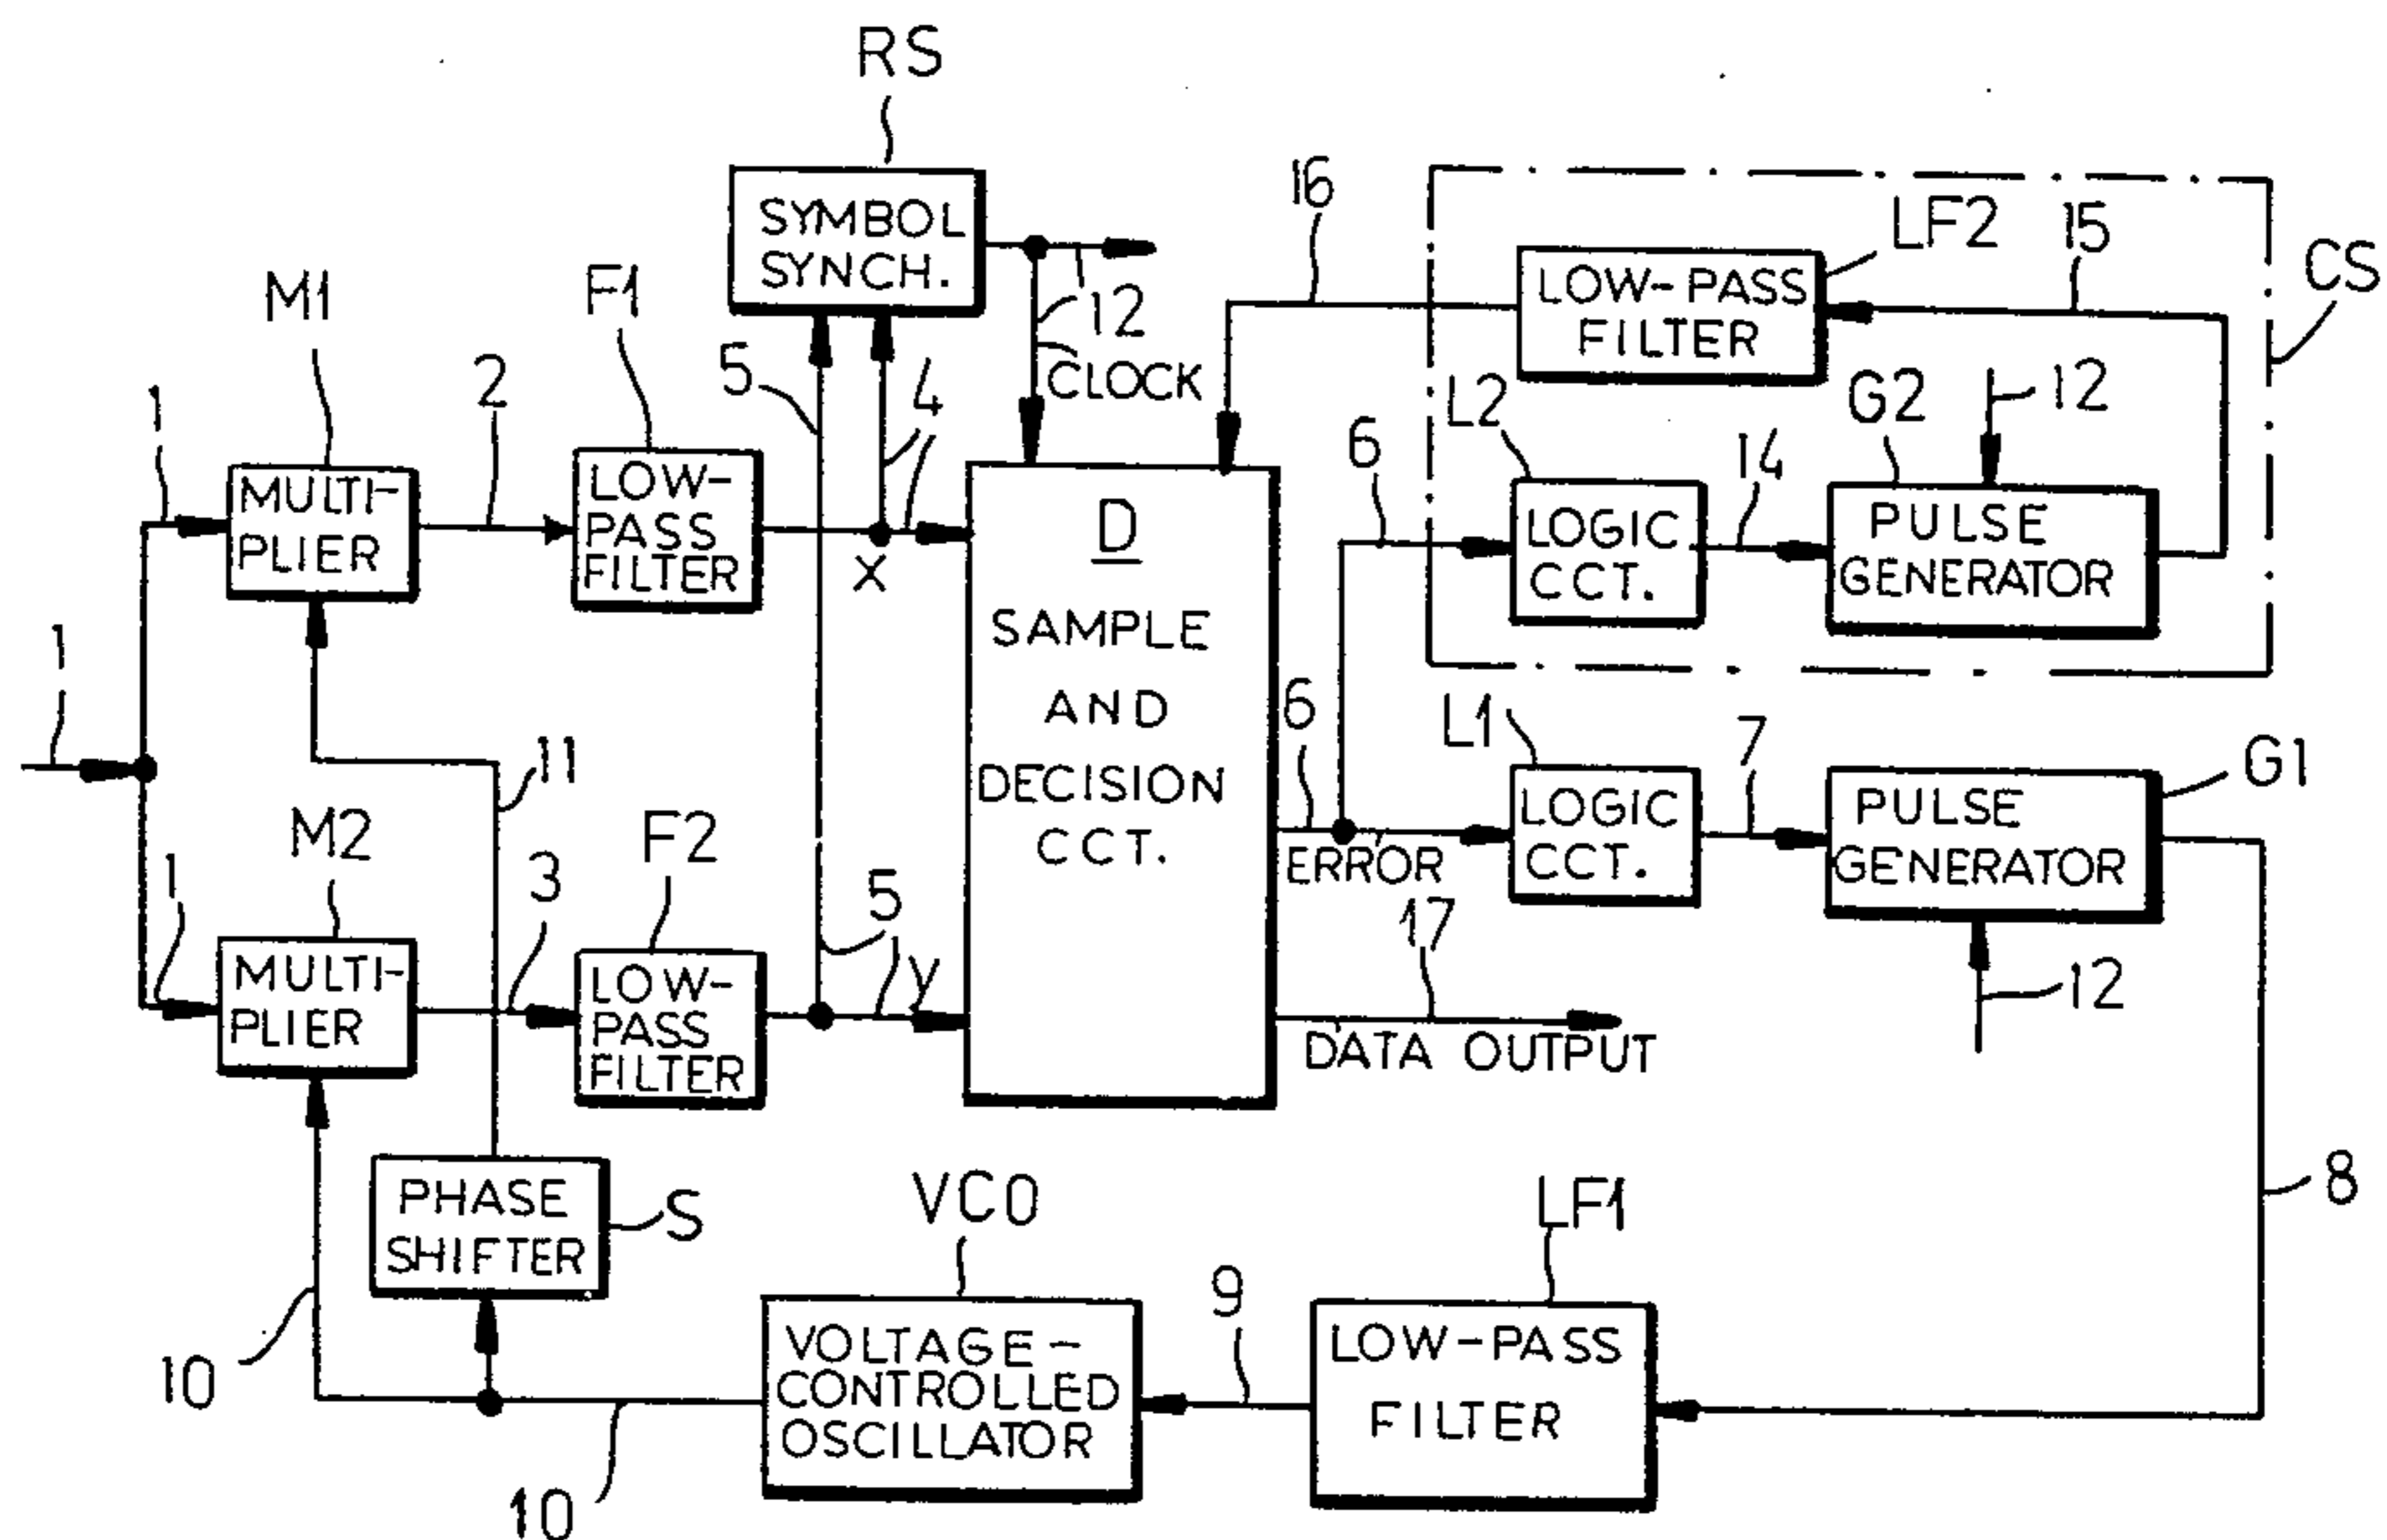 RS
SYMBOL
SYNCH.
16
LF2
15
CS
LOW-PASS
FILTER
M1
F1
12
CLOCK
5
4
1
2
L2
G2
12
6
14
MULTI-
PLIER
LOW-
PASS
FILTER
X
D
SAMPLE
AND
DECISION
CCT.
LOGIC
CCT.
PULSE
GENERATOR
1
11
6
L1
7
G1
M2
F2
1
3
5
y
ERROR
LOGIC
CCT.
PULSE
GENERATOR
17
12
MULTI-
PLIER
LOW-
PASS
FILTER
DATA OUTPUT
PHASE
SHIFTER
S
VCO
LF1
8
10
9
VOLTAGE-
CONTROLLED
OSCILLATOR
LOW-PASS
FILTER
10